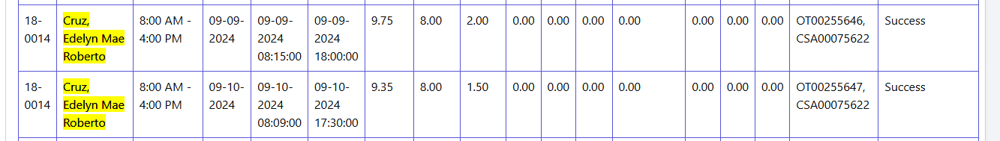 18- Cruz, 8:00 AM - 09-09- 09-09- 09-09- 9.75 8.00 2.00 0.00 0.00 0.00 0.00 0.00 0.00 0.00 OT00255646, Success
0014 Edelyn Mae 4:00 PM 2024 2024 2024 CSA00075622
Roberto 08:15:00 18:00:00
18- Cruz, 8:00 AM - 09-10- 09-10- 09-10- 9.35 8.00 1.50 0.00 0.00 0.00 0.00 0.00 0.00 0.00 OT00255647, Success
0014 Edelyn Mae 4:00 PM 2024 2024 2024 CSA00075622
Roberto 08:09:00 17:30:00